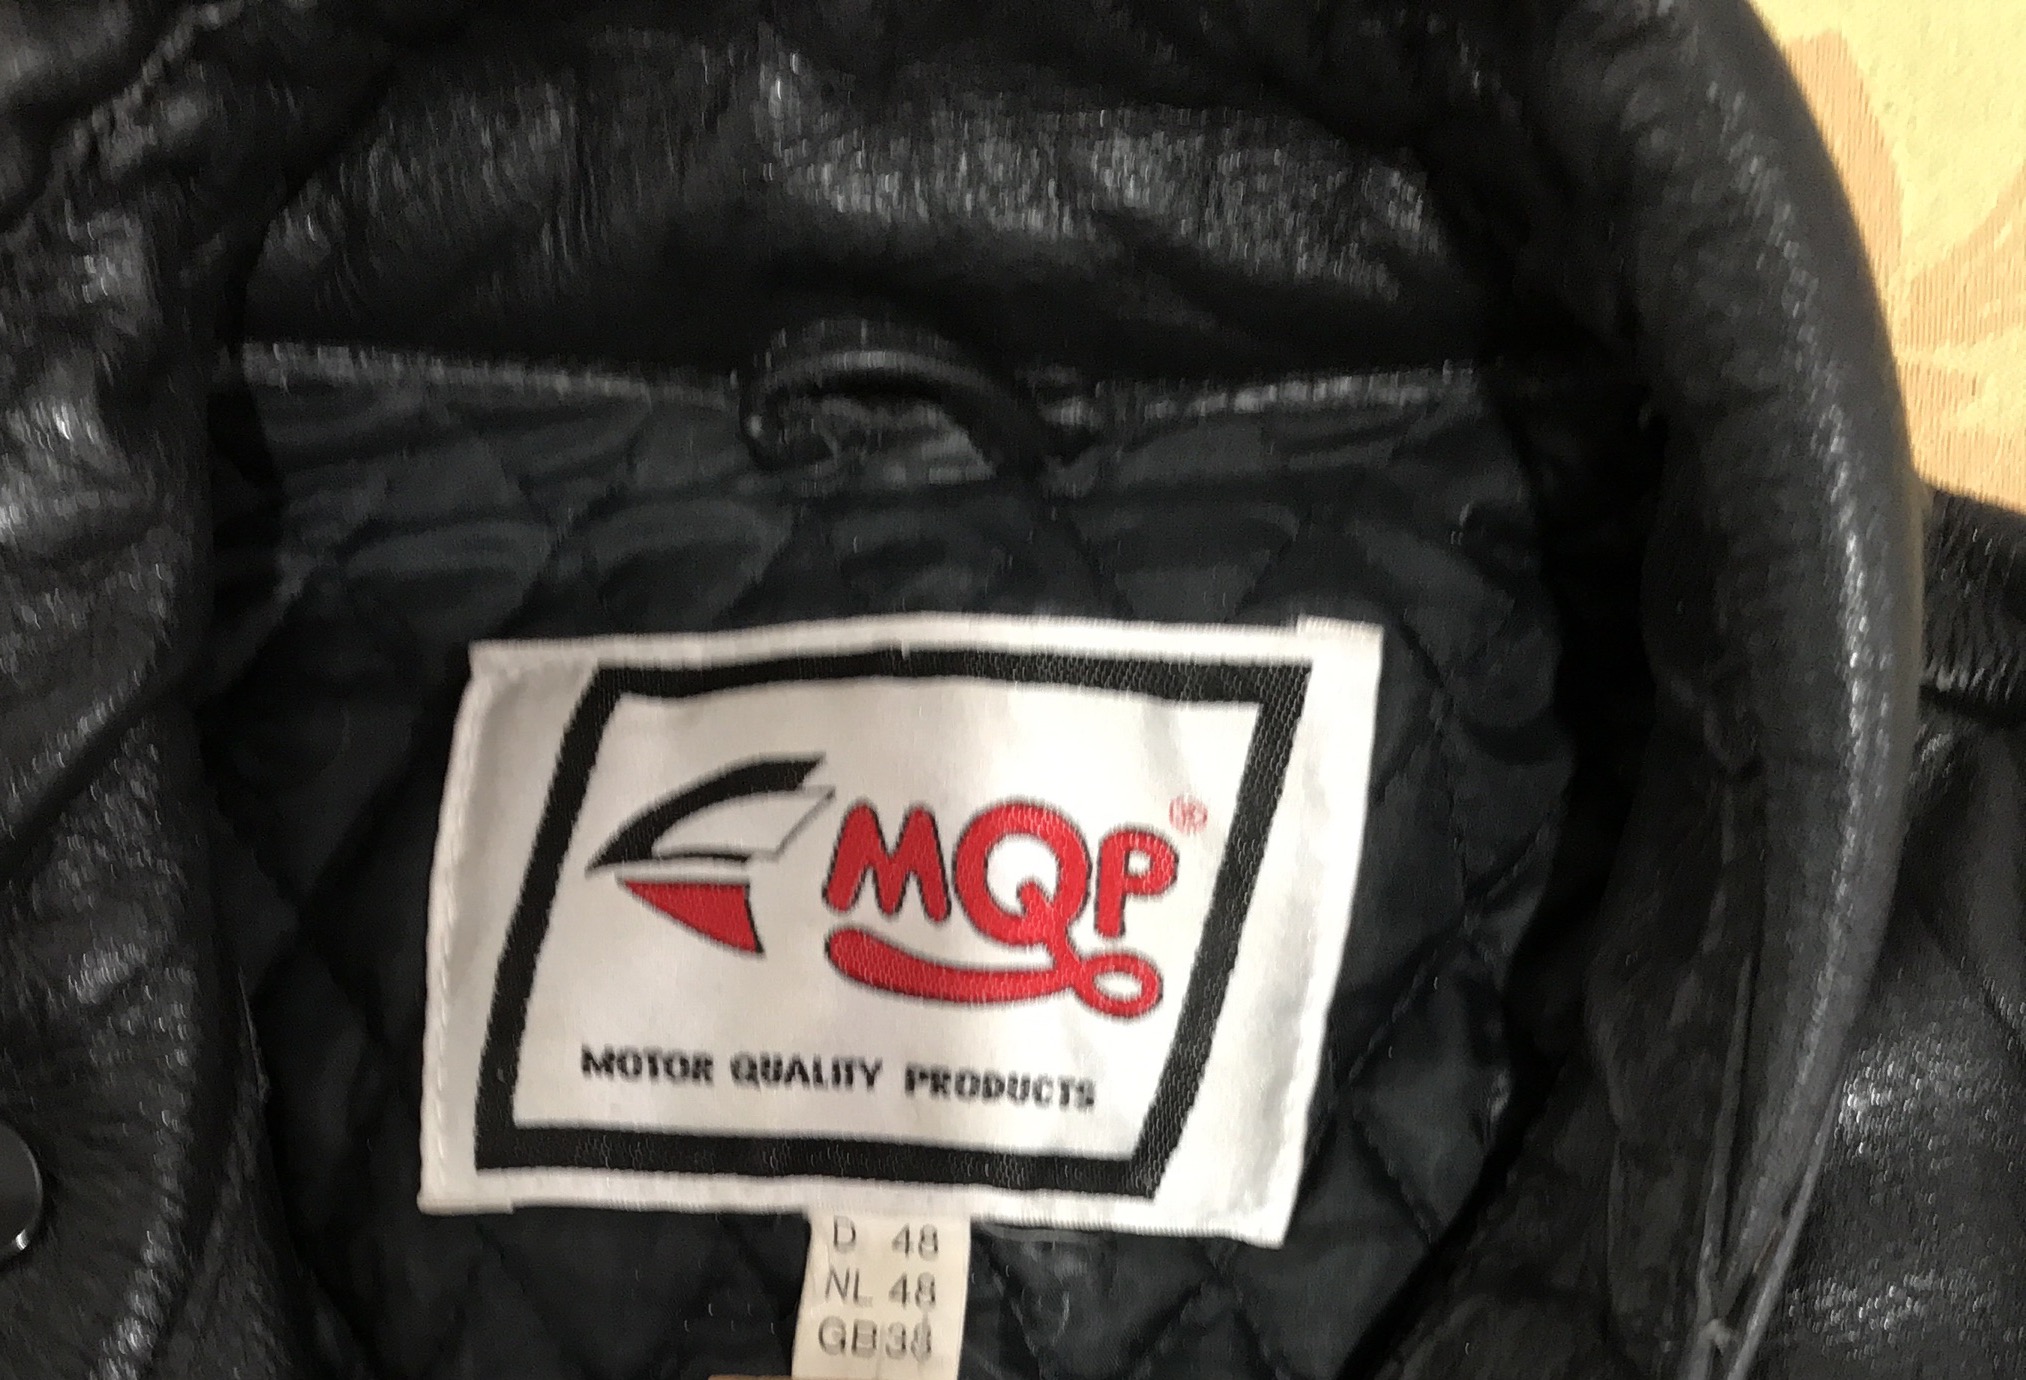 MQP®
MOTOR QUALITY PRODUCTS
D 48
NL 48
GB 38